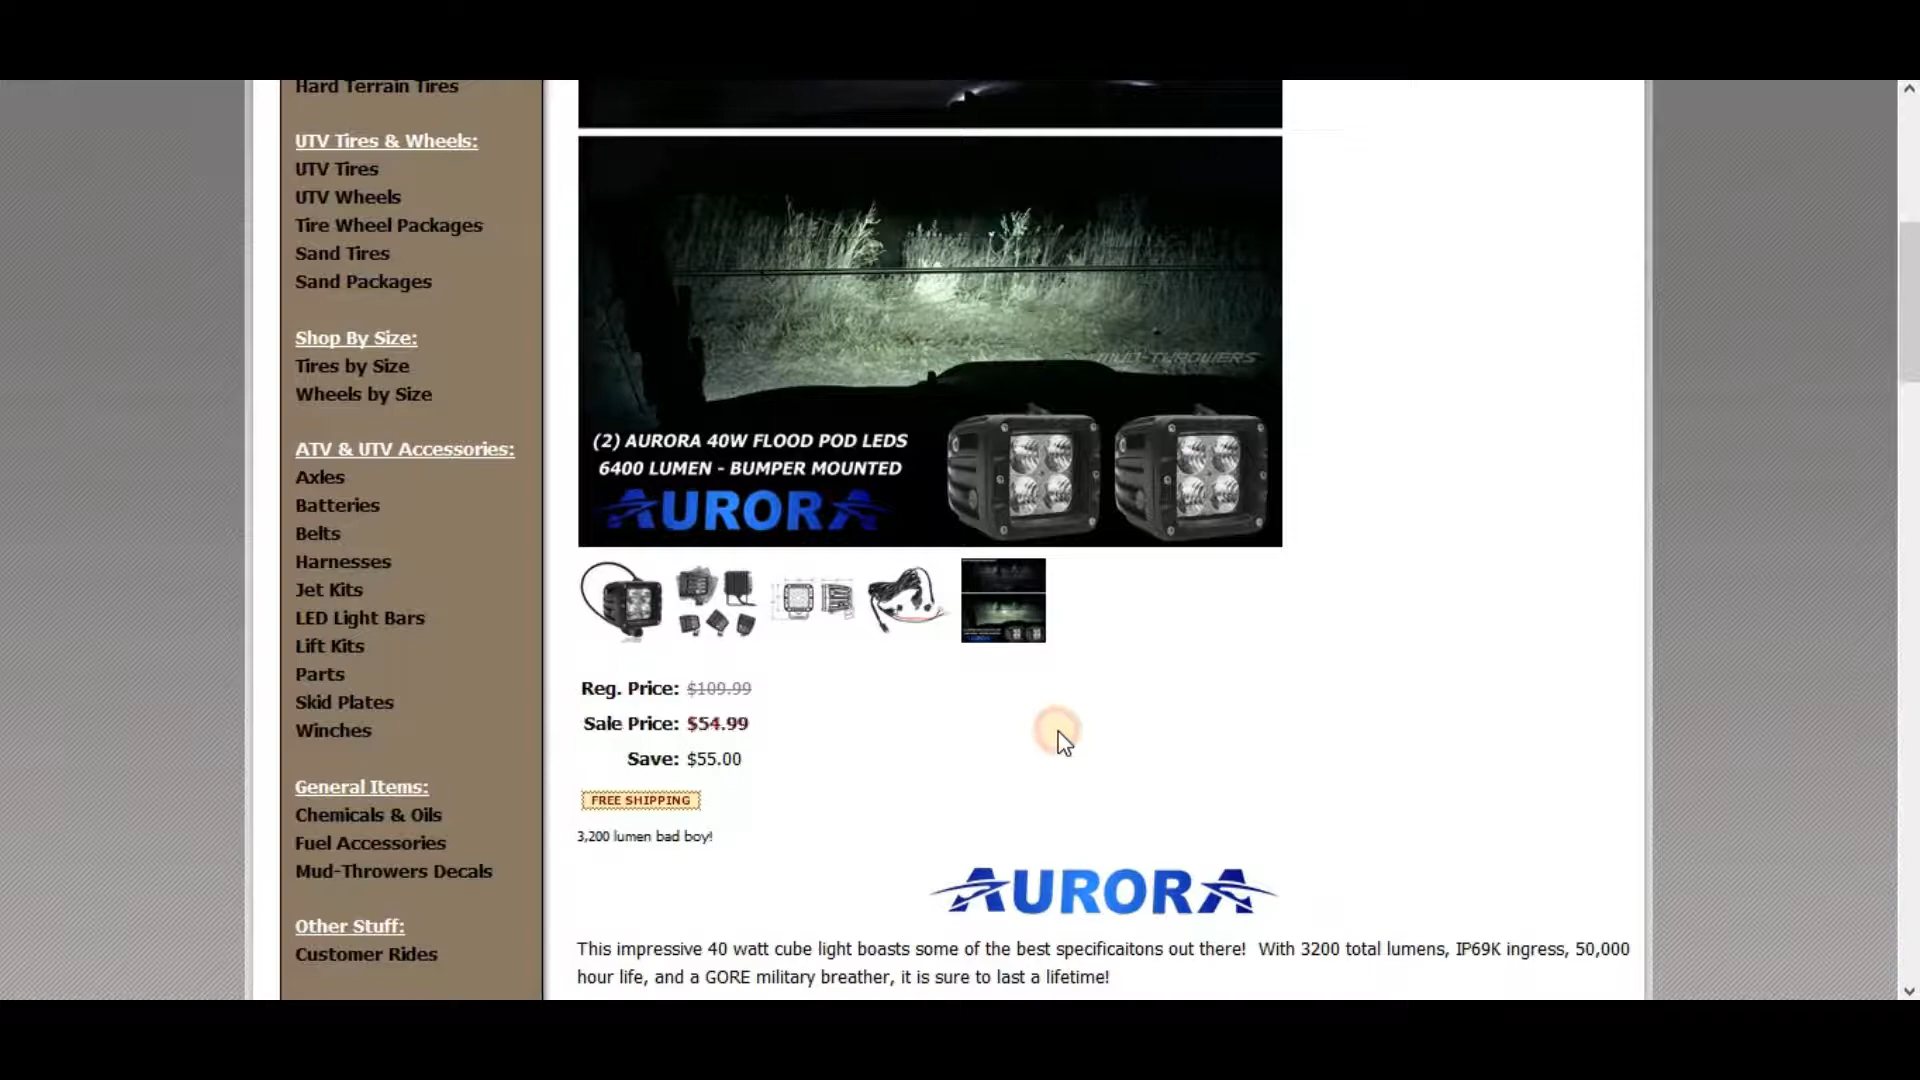 Hard Terrain Tires
UTV Tires & Wheels:
UTV Tires
UTV Wheels
Tire Wheel Packages
Sand Tires
Sand Packages
Shop By Size:
Tires by Size
Wheels by Size
ATV & UTV Accessories:
Axles
Batteries
Belts
Harnesses
Jet Kits
LED Light Bars
Lift Kits
Parts
Skid Plates
Winches
General Items:
Chemicals & Oils
Fuel Accessories
Mud-Throwers Decals
Other Stuff:
Customer Rides
MUD-THROWERS
(2) AURORA 40W FLOOD POD LEDS
6400 LUMEN - BUMPER MOUNTED
AURORA
Reg. Price: $109.99
Sale Price: $54.99
Save: $55.00
FREE SHIPPING
3,200 lumen bad boy!
AURORA
This impressive 40 watt cube light boasts some of the best specificaitons out there! With 3200 total lumens, IP69K ingress, 50,000
hour life, and a GORE military breather, it is sure to last a lifetime!